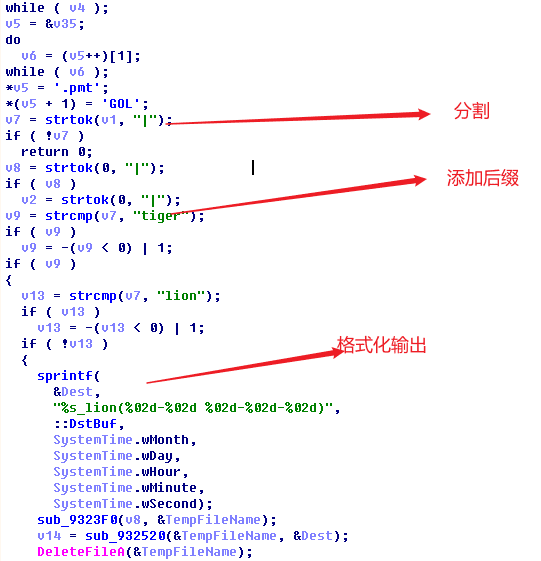 while ( v4 );
v5 = &v35;
do
v6 = (v5++)[1];
while ( v6 );
*v5 = '.pmt';
*(v5 + 1) = 'GOL';
v7 = strtok(v1, "|");
分割
if ( !v7 )
return 0;
v8 = strtok(0, "|");
if ( v8 )
添加后缀
v2 = strtok(0, "|");
v9 = strcmp(v7, "tiger");
if ( v9 )
v9 = -(v9 < 0) | 1;
if ( v9 )
{
v13 = strcmp(v7, "lion");
if ( v13 )
v13 = -(v13 < 0) | 1;
if ( !v13 )
格式化输出
{
sprintf(
&Dest,
"%s_lion(%02d-%02d %02d-%02d-%02d)",
::DstBuf,
SystemTime.wMonth,
SystemTime.wDay,
SystemTime.wHour,
SystemTime.wMinute,
SystemTime.wSecond);
sub_9323F0(v8, &TempFileName);
v14 = sub_932520(&TempFileName, &Dest);
DeleteFileA(&TempFileName);